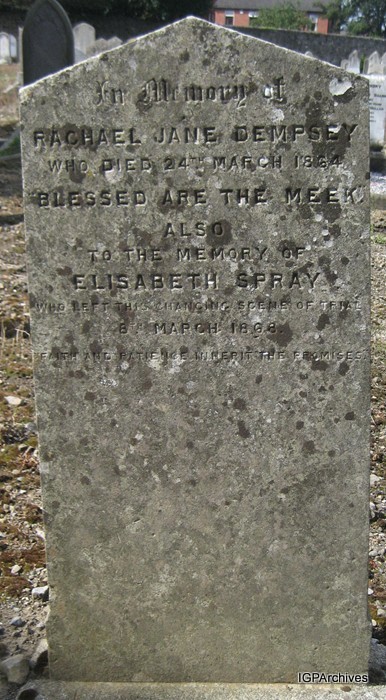 In Memory of
RACHAEL JANE DEMPSEY
WHO DIED 24TH MARCH 1864.
"BLESSED ARE THE MEEK".
ALSO
TO THE MEMORY OF
ELISABETH SPRAY
WHO LEFT THIS CHANGING SCENE OF TRIAL
8TH MARCH 1868.
"FAITH AND PATIENCE INHERIT THE PROMISES
IGPArchives